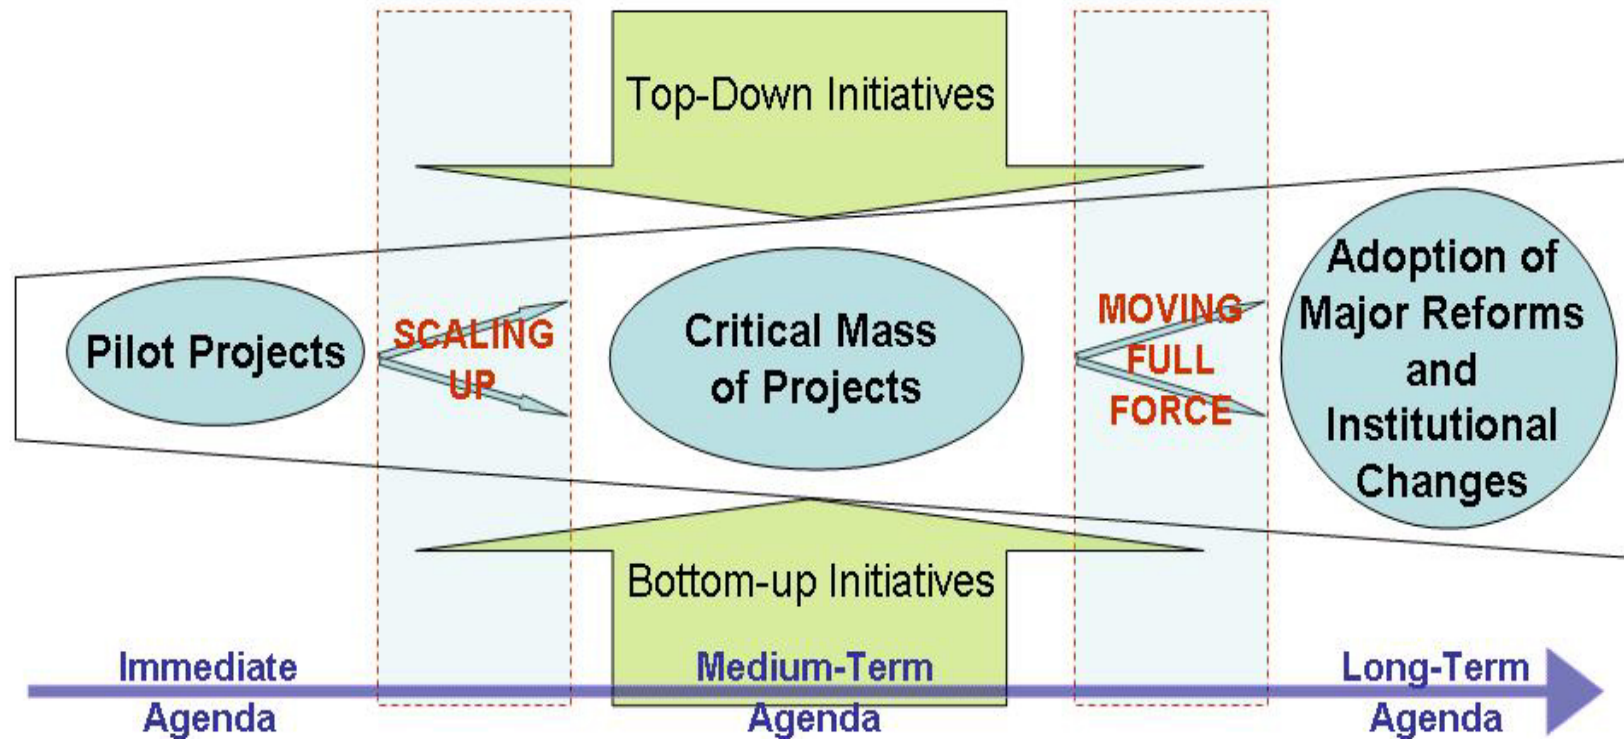 Top-Down Initiatives
Pilot Projects
SCALING
UP
Critical Mass
of Projects
MOVING
FULL
FORCE
Adoption of
Major Reforms
and
Institutional
Changes
Bottom-up Initiatives
Immediate
Agenda
Medium-Term
Agenda
Long-Term
Agenda